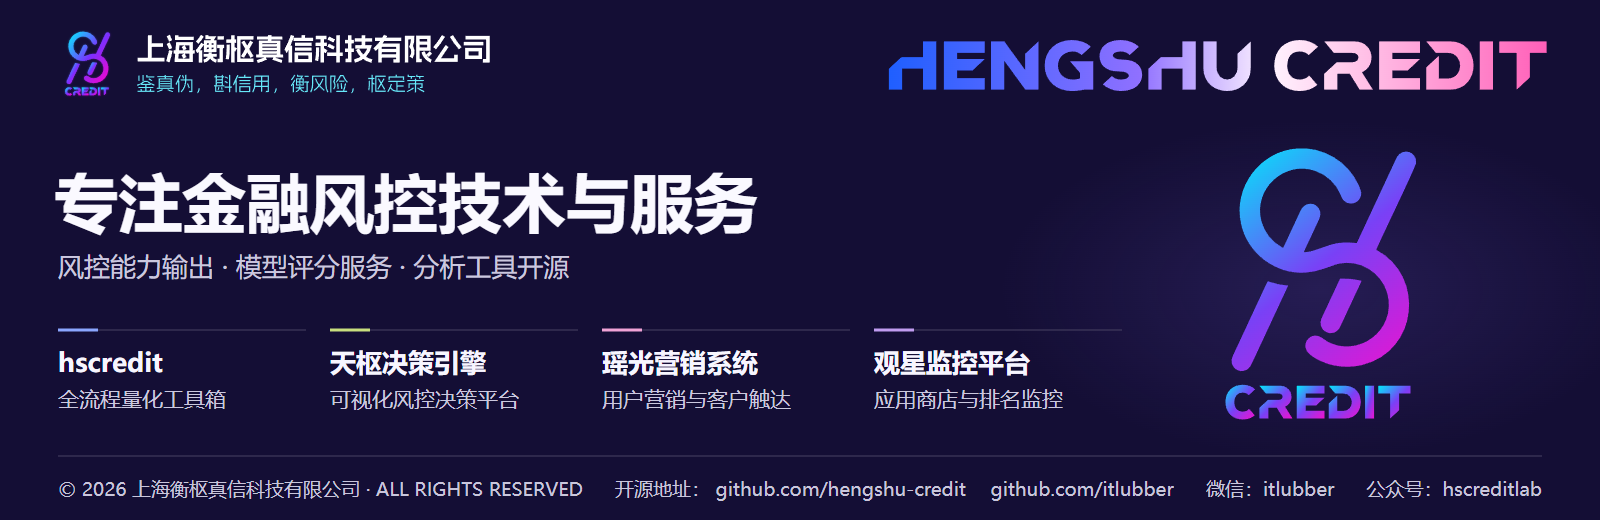 CREDIT
上海衡枢真信科技有限公司
鉴真伪，斟信用，衡风险，枢定策
HENGSHU CREDIT
专注金融风控技术与服务
风控能力输出 · 模型评分服务 · 分析工具开源
hscredit
全流程量化工具箱
天枢决策引擎
可视化风控决策平台
瑶光营销系统
用户营销与客户触达
观星监控平台
应用商店与排名监控
CREDIT
© 2026 上海衡枢真信科技有限公司 · ALL RIGHTS RESERVED
开源地址： github.com/hengshu-credit github.com/itlubber
微信：itlubber
公众号：hscreditlab